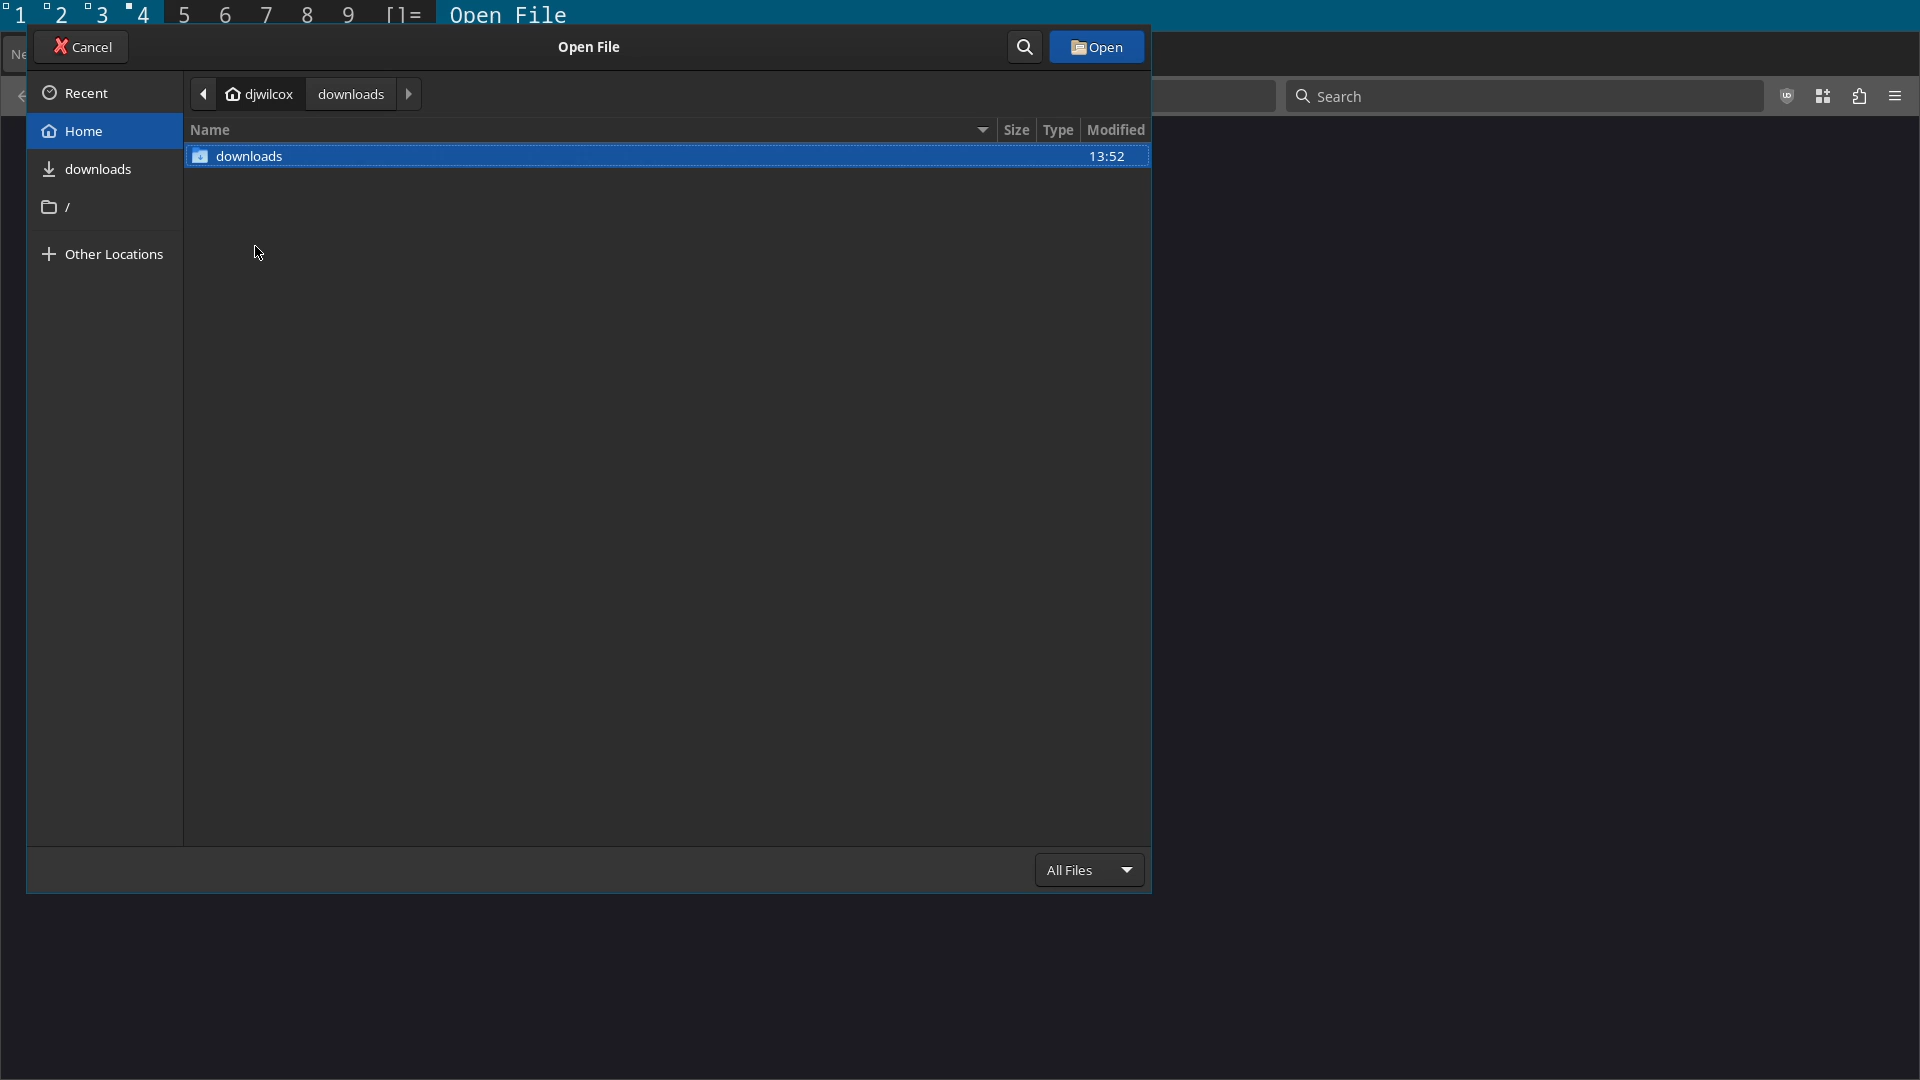 1 2 3 4 5 6 7 8 9 []= Open File
Cancel Open File Open
Recent
Home
downloads
/
Other Locations
djwilcox downloads
Name Size Type Modified
downloads 13:52
All Files
Ne
Search